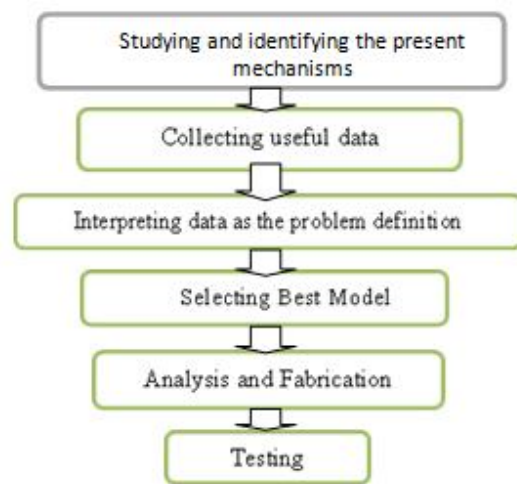 Studying and identifying the present
mechanisms
Collecting useful data
Interpreting data as the problem definition
Selecting Best Model
Analysis and Fabrication
Testing